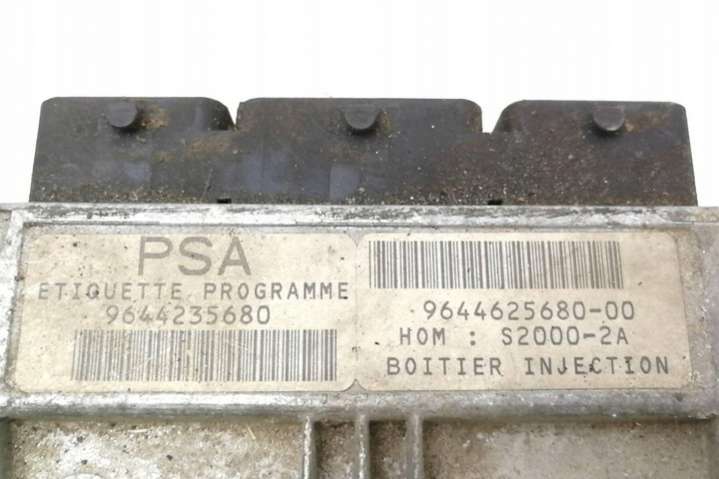 PSA
ETIQUETTE PROGRAMME
9644235680
9644625680-00
HOM : S2000-2A
BOITIER INJECTION